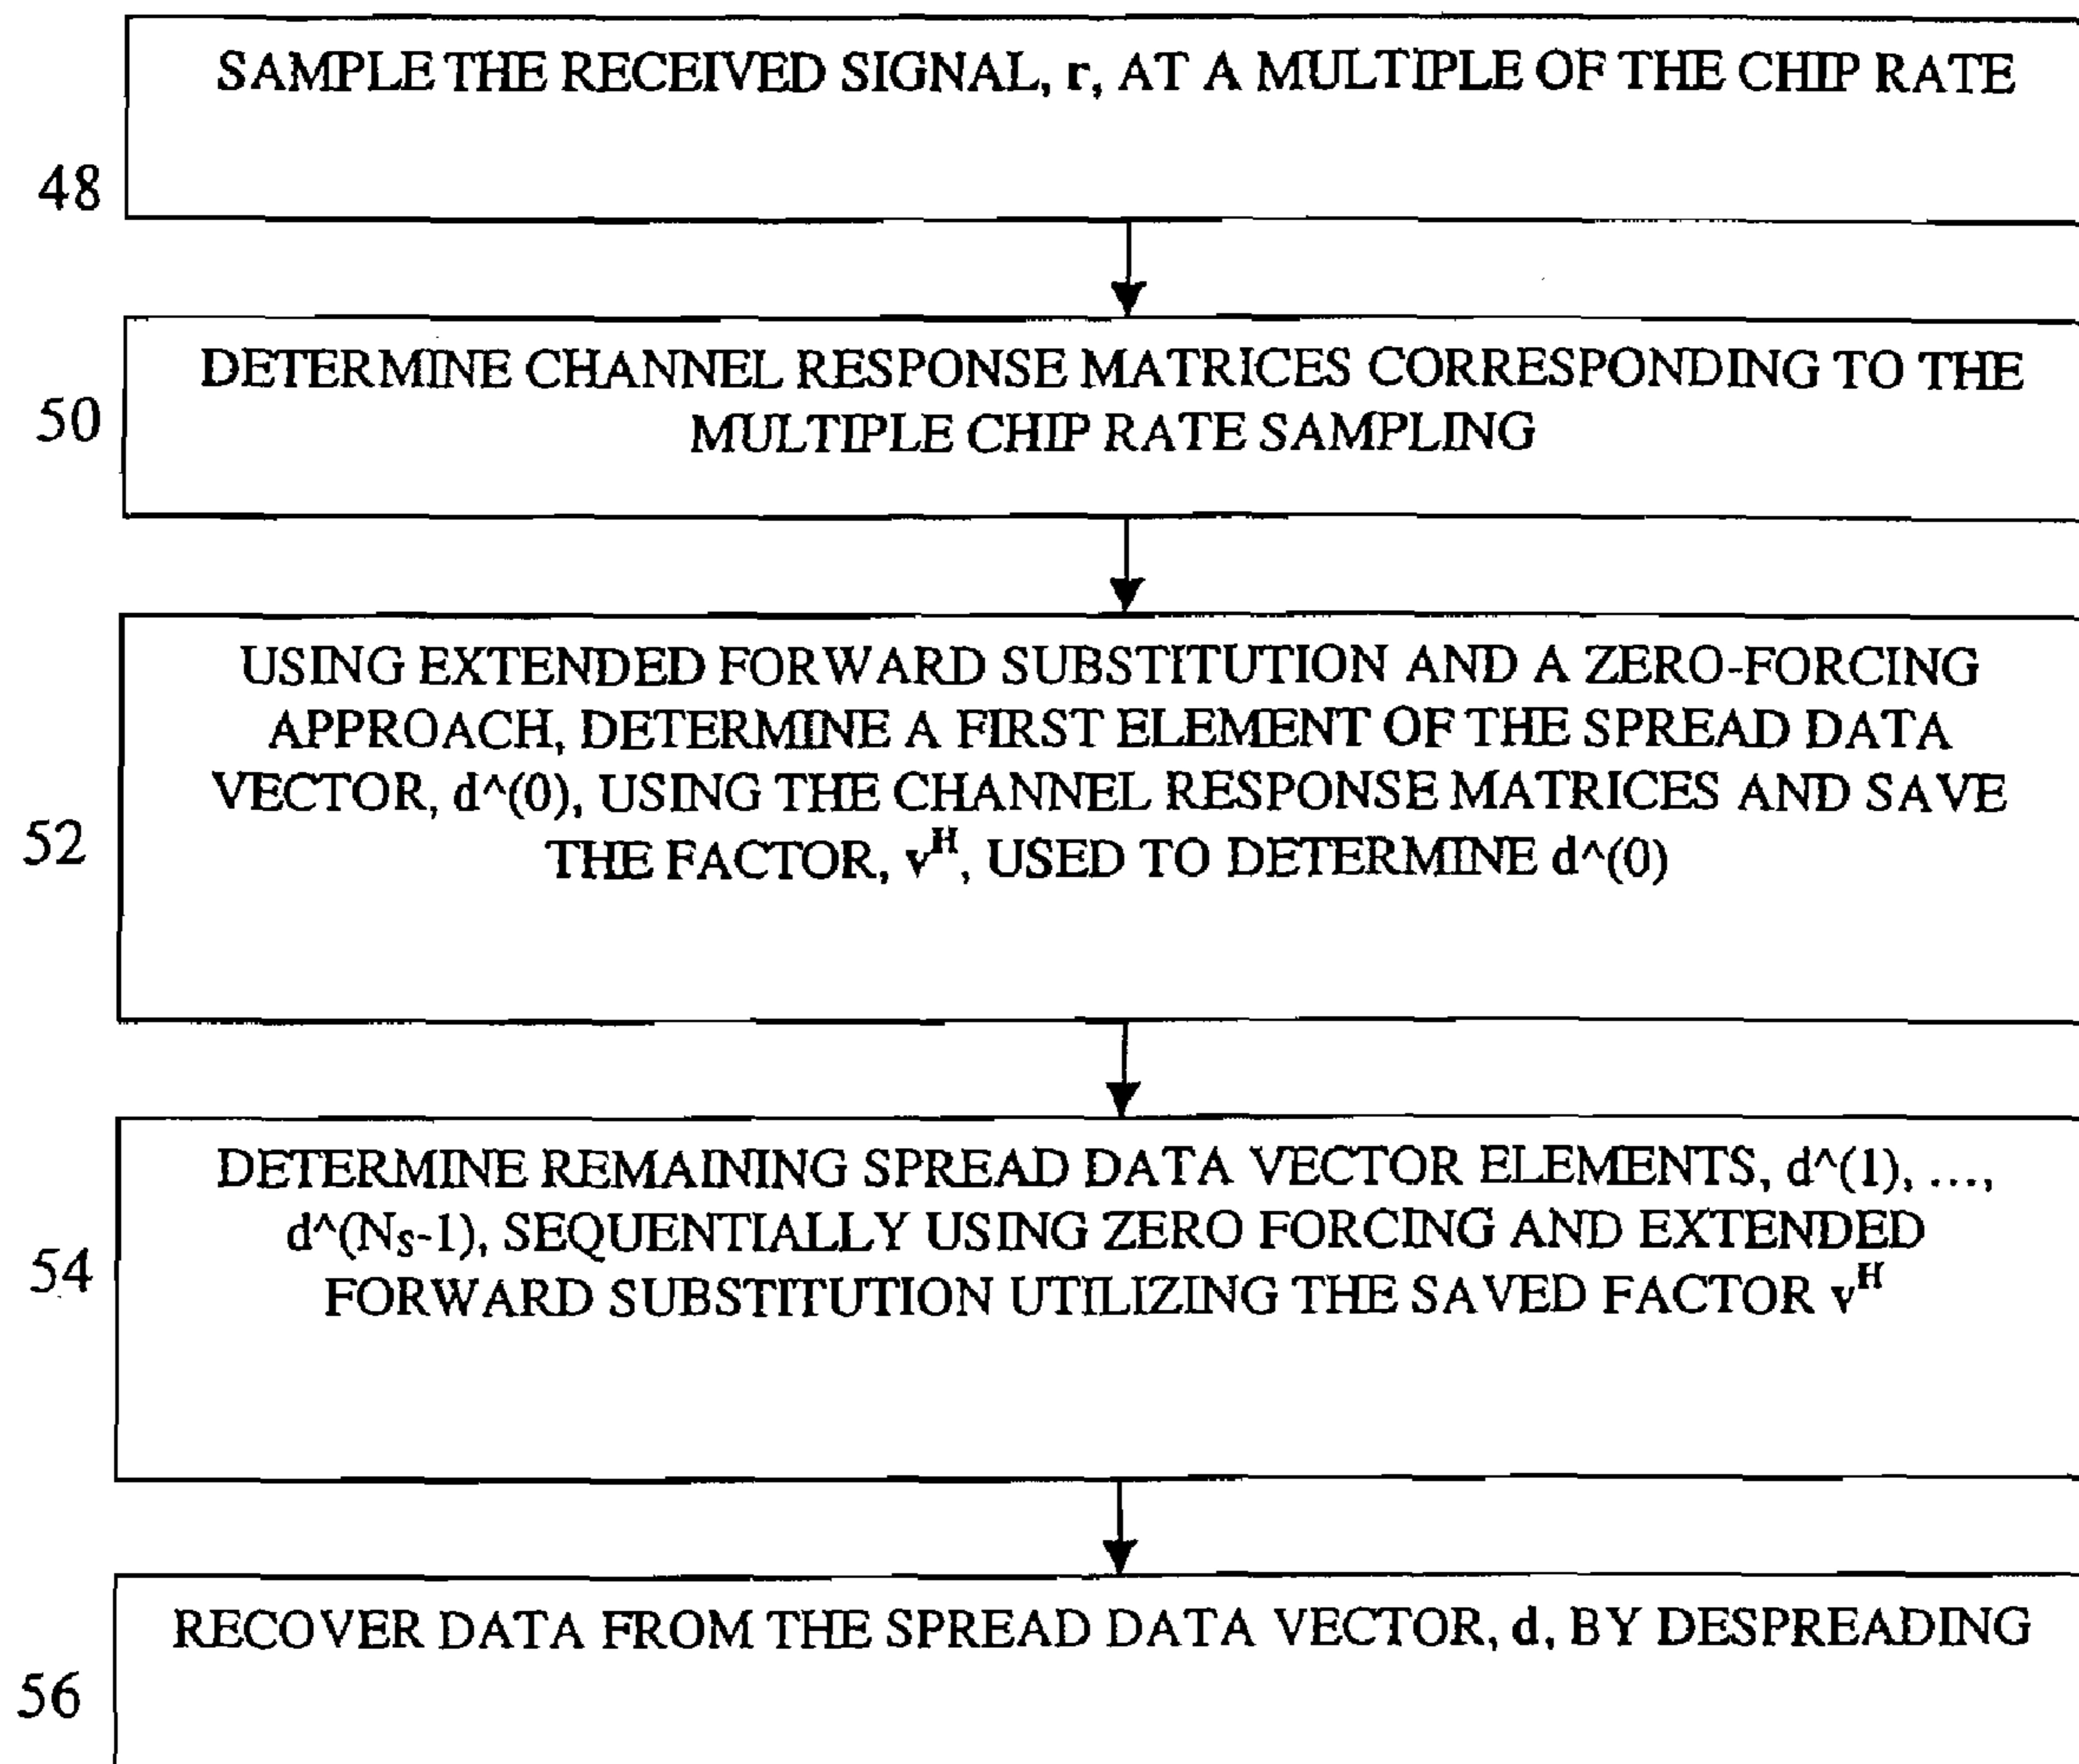 SAMPLE THE RECEIVED SIGNAL, r, AT A MULTIPLE OF THE CHIP RATE
48
DETERMINE CHANNEL RESPONSE MATRICES CORRESPONDING TO THE
MULTIPLE CHIP RATE SAMPLING
50
USING EXTENDED FORWARD SUBSTITUTION AND A ZERO-FORCING
APPROACH, DETERMINE A FIRST ELEMENT OF THE SPREAD DATA
VECTOR, d^(0), USING THE CHANNEL RESPONSE MATRICES AND SAVE
THE FACTOR, v^H, USED TO DETERMINE d^(0)
52
DETERMINE REMAINING SPREAD DATA VECTOR ELEMENTS, d^(1), ...,
d^(Ns-1), SEQUENTIALLY USING ZERO FORCING AND EXTENDED
FORWARD SUBSTITUTION UTILIZING THE SAVED FACTOR v^H
54
RECOVER DATA FROM THE SPREAD DATA VECTOR, d, BY DESPREADING
56